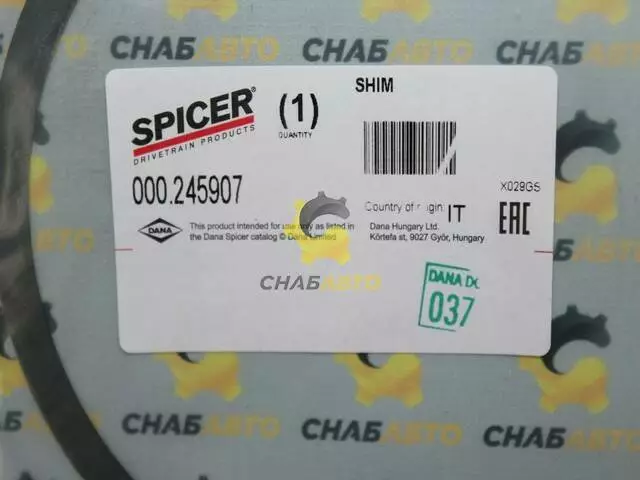 СНАБАВТО
СНАБАВТО
SHIM
SPICER®
DRIVETRAIN PRODUCTS
(1)
QUANTITY
000.245907
X029GS
Country of origin: IT
EAC
DANA
This product intended for use only as listed in
the Dana Spicer catalog © Dana Limited
Dana Hungary Ltd.
Körtefa st, 9027 Győr, Hungary
СНАБАВТО
DANA DC
037
СНАБАВТО
СНАБАВТО
СНАБАВТО